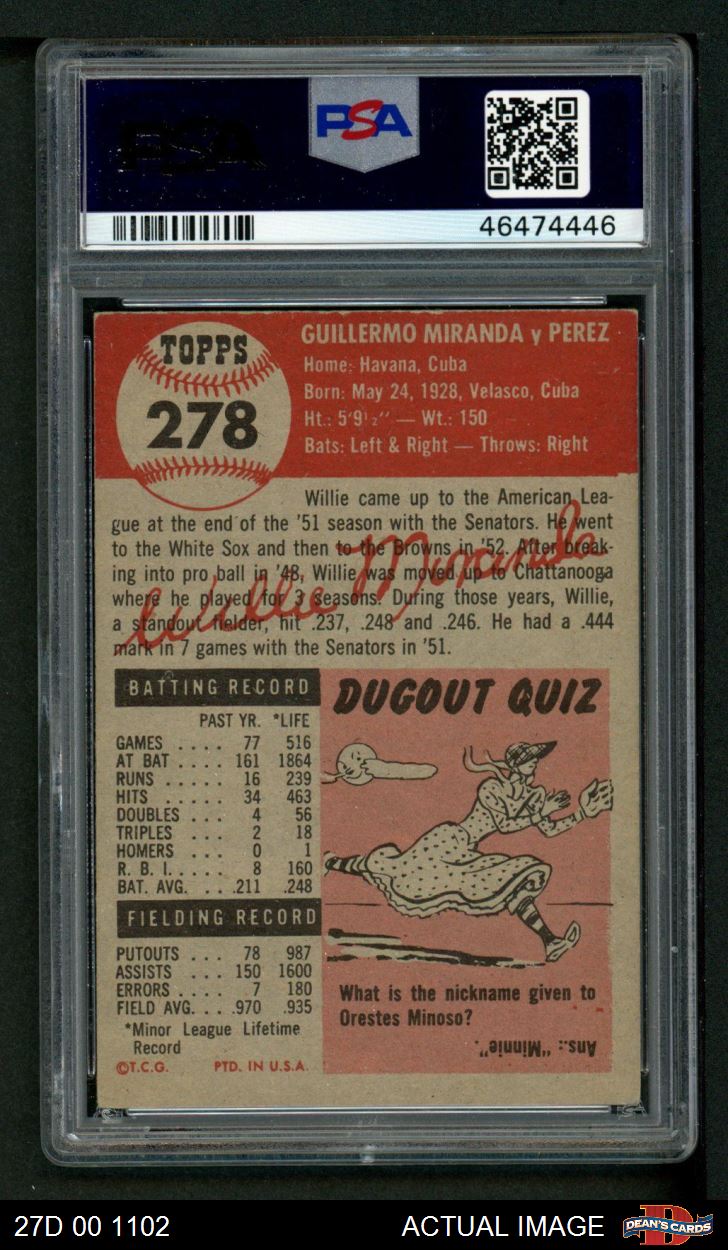 PSA
PSA
46474446
TOPPS
278
GUILLERMO MIRANDA y PEREZ
Home: Havana, Cuba
Born: May 24, 1928, Velasco, Cuba
Ht.: 5'9½" — Wt.: 150
Bats: Left & Right — Throws: Right
Willie came up to the American Lea-
gue at the end of the '51 season with the Senators. He went
to the White Sox and then to the Browns in '52. After break-
ing into pro ball in '48, Willie was moved up to Chattanooga
where he played for 3 seasons. During those years, Willie,
a standout fielder, hit .237, .248 and .246. He had a .444
mark in 7 games with the Senators in '51.
Willie Miranda
BATTING RECORD
PAST YR. *LIFE
GAMES .... 77 516
AT BAT .... 161 1864
RUNS ..... 16 239
HITS ..... 34 463
DOUBLES ... 4 56
TRIPLES ... 2 18
HOMERS ... 0 1
R. B. I. .... 8 160
BAT. AVG. ... .211 .248
FIELDING RECORD
PUTOUTS ... 78 987
ASSISTS ... 150 1600
ERRORS .... 7 180
FIELD AVG. ... .970 .935
*Minor League Lifetime
Record
©T.C.G. PTD. IN U.S.A.
DUGOUT QUIZ
What is the nickname given to
Orestes Minoso?
Ans.: "Minnie".
27D 00 1102 ACTUAL IMAGE
DEAN'S CARDS